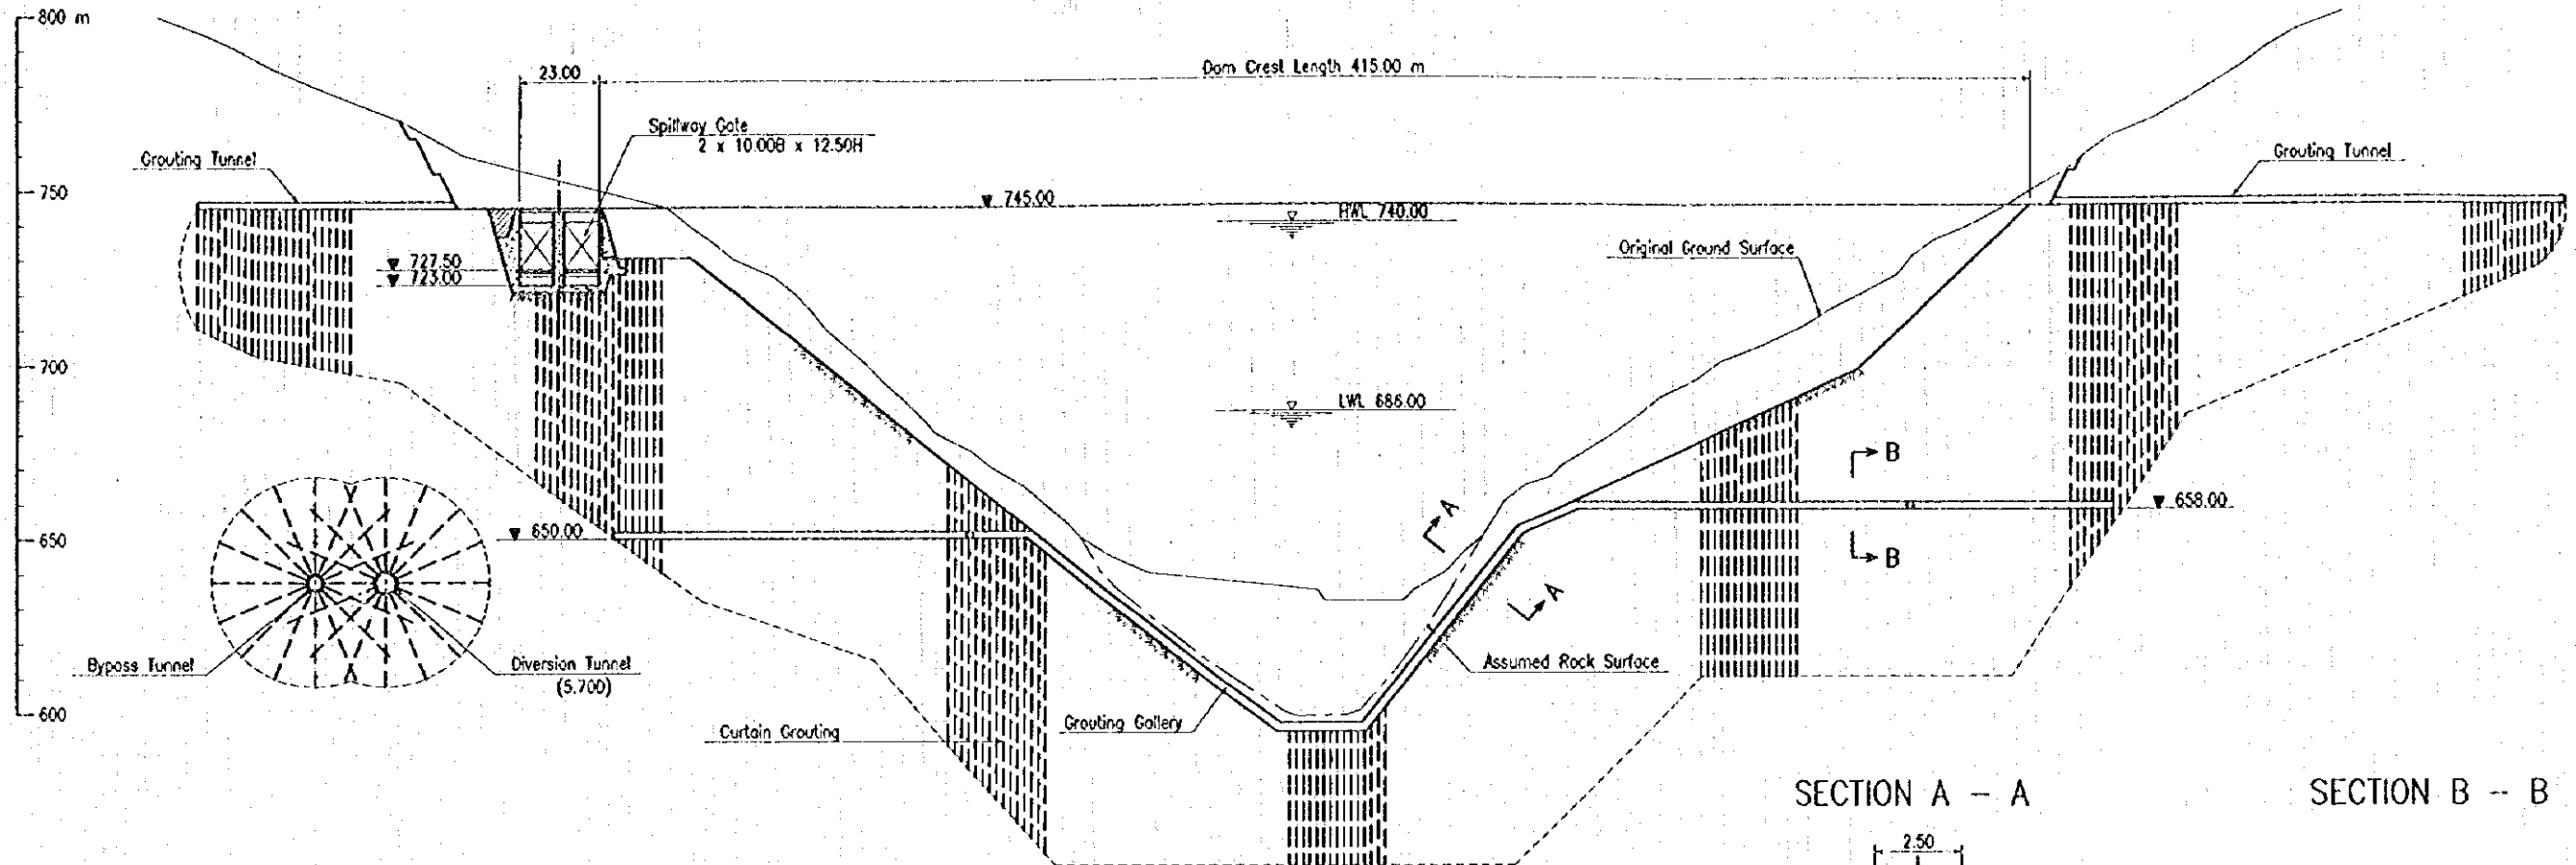 800 m
23.00
Dam Crest Length 415.00 m
Spillway Gate
2 x 10.00B x 12.50H
Grouting Tunnel
Grouting Tunnel
750
745.00
HWL 740.00
Original Ground Surface
727.50
723.00
700
LWL 686.00
B
A
658.00
650
650.00
B
A
Bypass Tunnel
Diversion Tunnel
(5.700)
Assumed Rock Surface
600
Curtain Grouting
Grouting Gallery
SECTION A - A
SECTION B - B
2.50